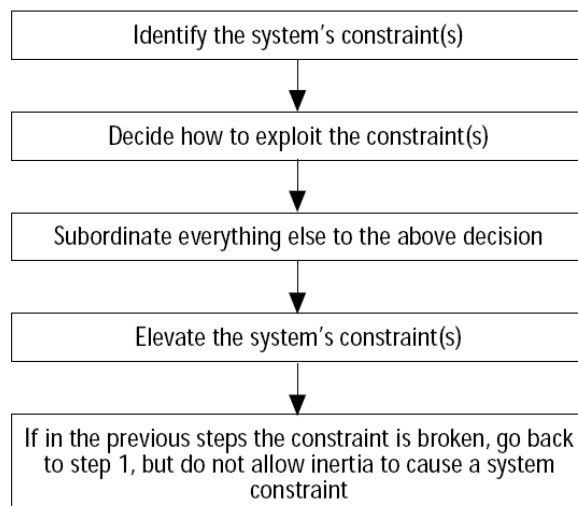 Identify the system's constraint(s)
Decide how to exploit the constraint(s)
Subordinate everything else to the above decision
Elevate the system's constraint(s)
If in the previous steps the constraint is broken, go back
to step 1, but do not allow inertia to cause a system
constraint